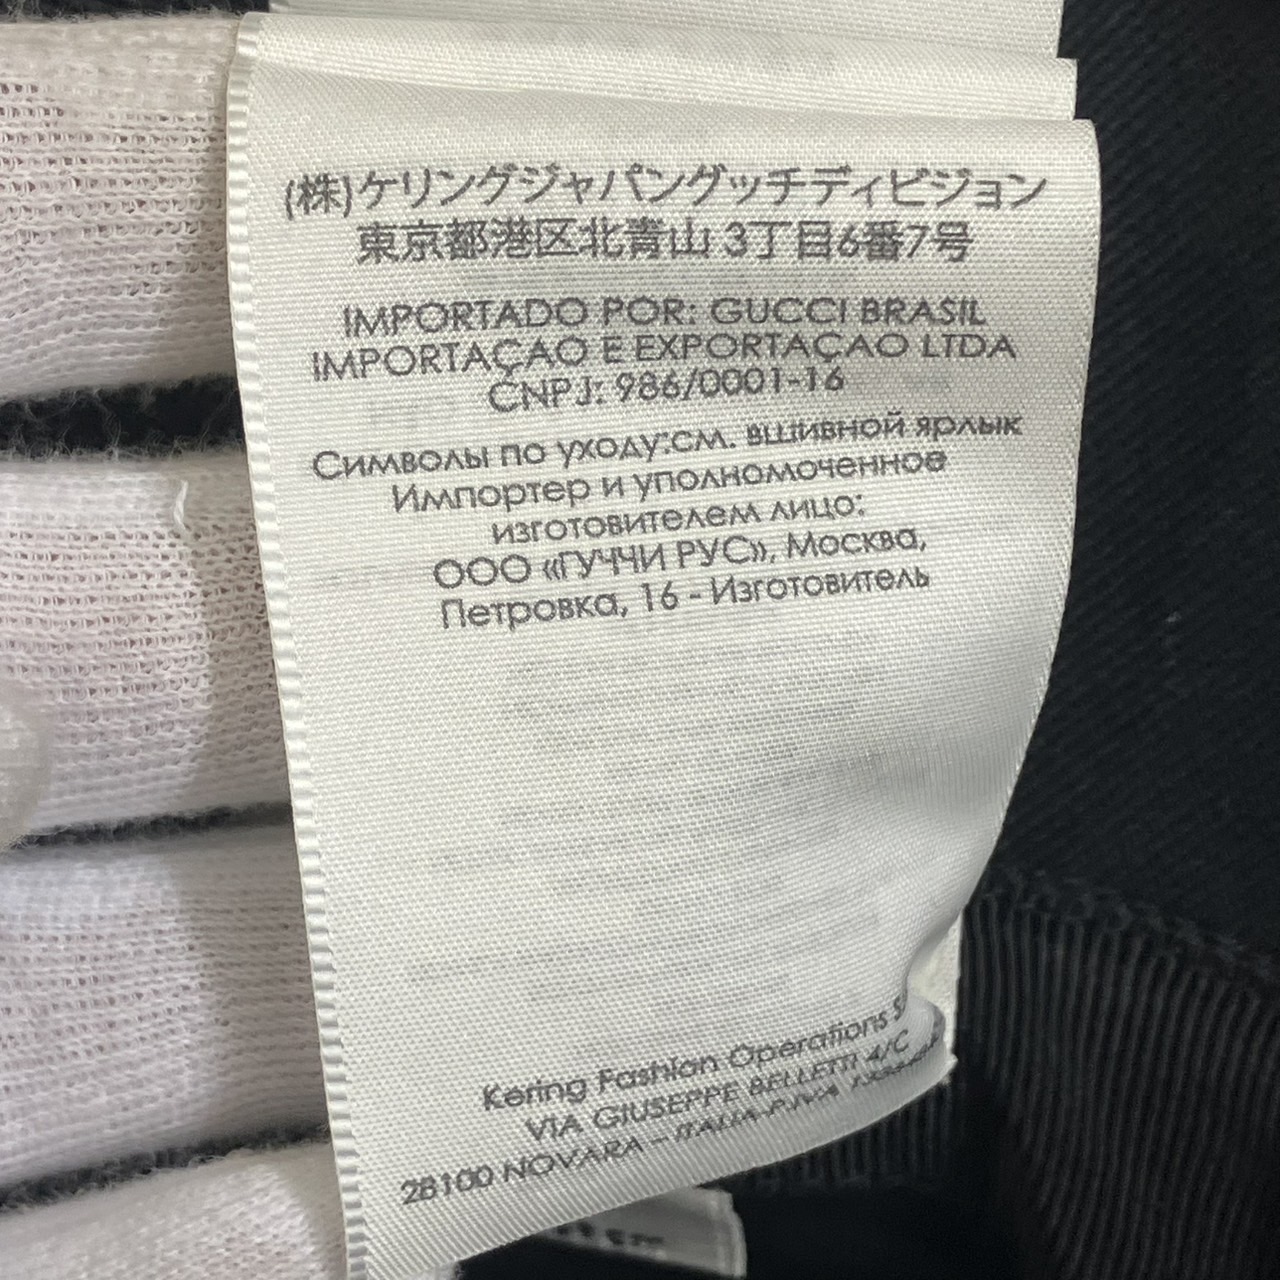 (株)ケリングジャパングッチディビジョン
東京都港区北青山 3丁目6番7号
IMPORTADO POR: GUCCI BRASIL
IMPORTAÇAO E EXPORTAÇAO LTDA
CNPJ: 986/0001-16
Символы по уходу:см. вшивной ярлык
Импортер и уполномоченное
изготовителем лицо:
ООО «ГУЧЧИ РУС», Москва,
Петровка, 16 - Изготовитель
Kering Fashion Operations
VIA GIUSEPPE BELLETTI 4/C
28100 NOVARA – ITALIA P.IVA